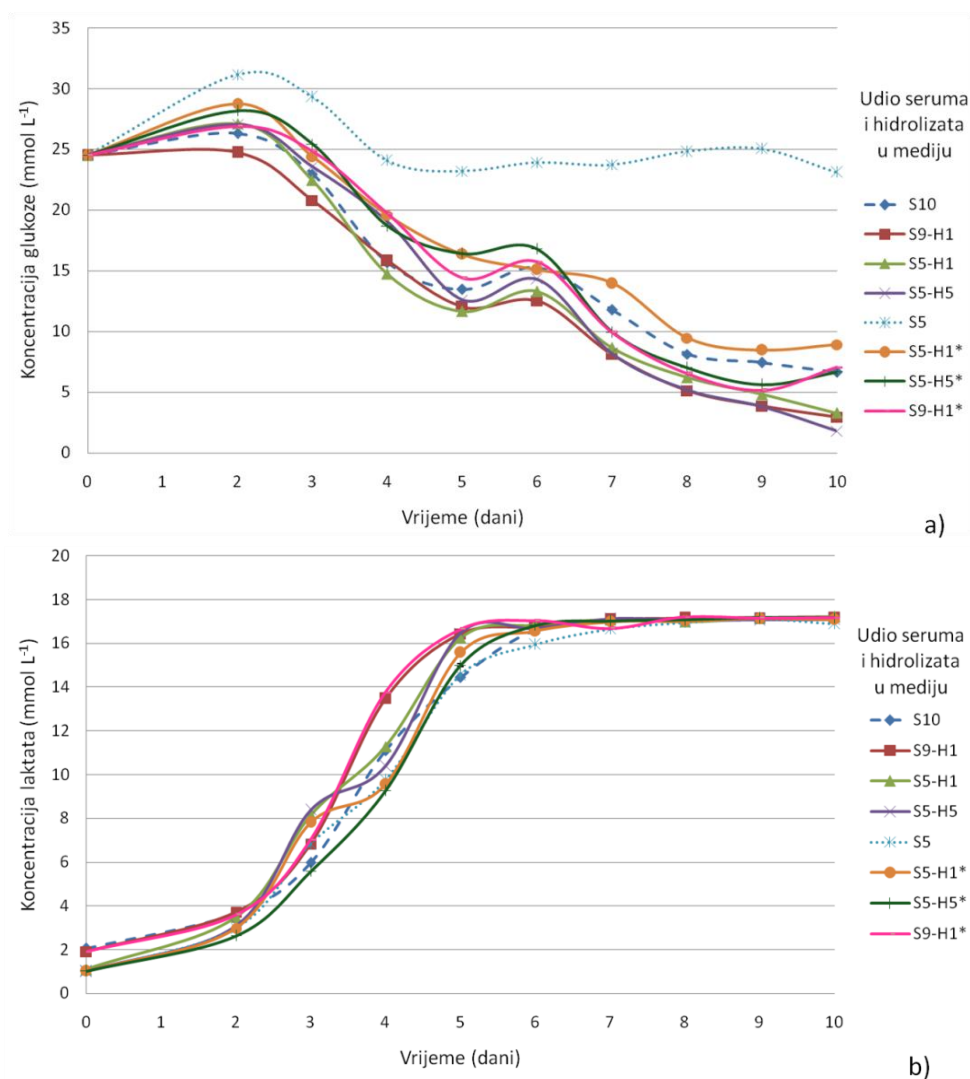 35
30
25
20
15
10
5
0
Koncentracija glukoze (mmol L⁻¹)
0 1 2 3 4 5 6 7 8 9 10
Vrijeme (dani)
Udio seruma
i hidrolizata
u mediju
S10
S9-H1
S5-H1
S5-H5
S5
S5-H1*
S5-H5*
S9-H1*
a)
20
18
16
14
12
10
8
6
4
2
0
Koncentracija laktata (mmol L⁻¹)
0 1 2 3 4 5 6 7 8 9 10
Vrijeme (dani)
Udio seruma
i hidrolizata
u mediju
S10
S9-H1
S5-H1
S5-H5
S5
S5-H1*
S5-H5*
S9-H1*
b)